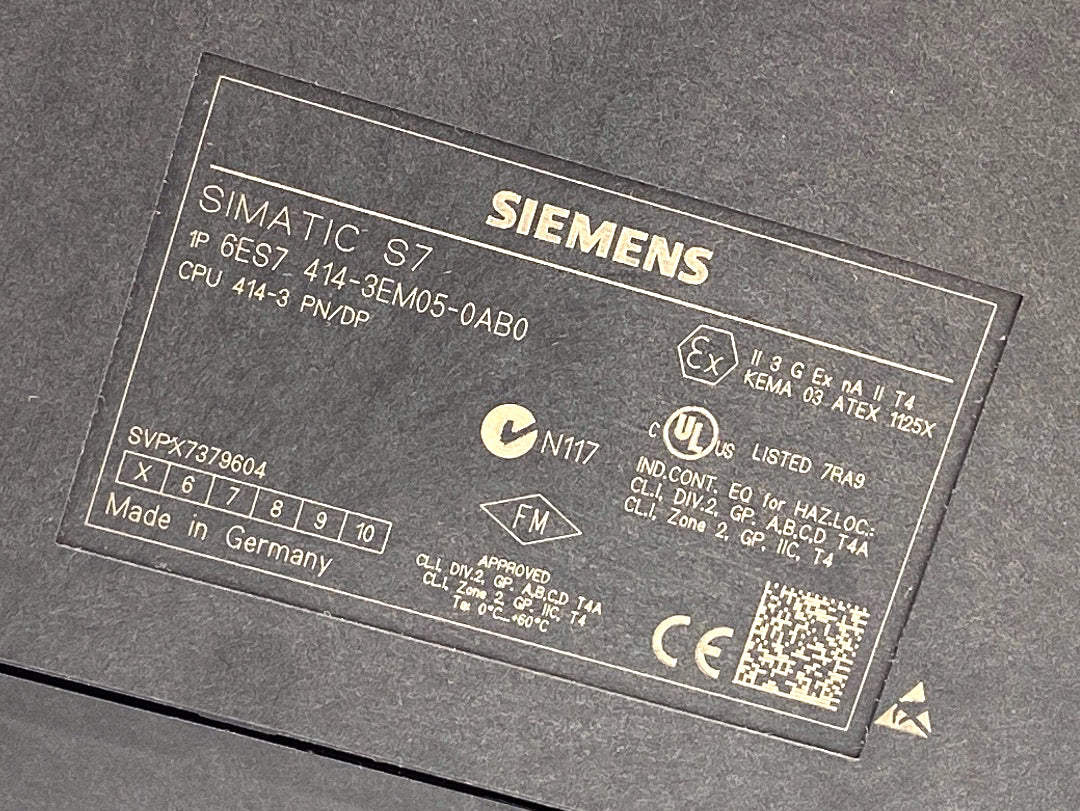 SIEMENS
SIMATIC S7
1P 6ES7 414-3EM05-0AB0
CPU 414-3 PN/DP
Ex II 3 G Ex nA II T4
KEMA 03 ATEX 1125X
N117
C UL US LISTED 7RA9
IND.CONT. EQ for HAZ.LOC.:
CL.I, DIV.2, GP. A,B,C,D T4A
CL.I, Zone 2, GP. IIC, T4
SVPX7379604
X 6 7 8 9 10
Made in Germany
FM
APPROVED
CL.I, DIV.2, GP. A,B,C,D T4A
CL.I, Zone 2, GP. IIC, T4
Ta: 0°C...+60°C
CE